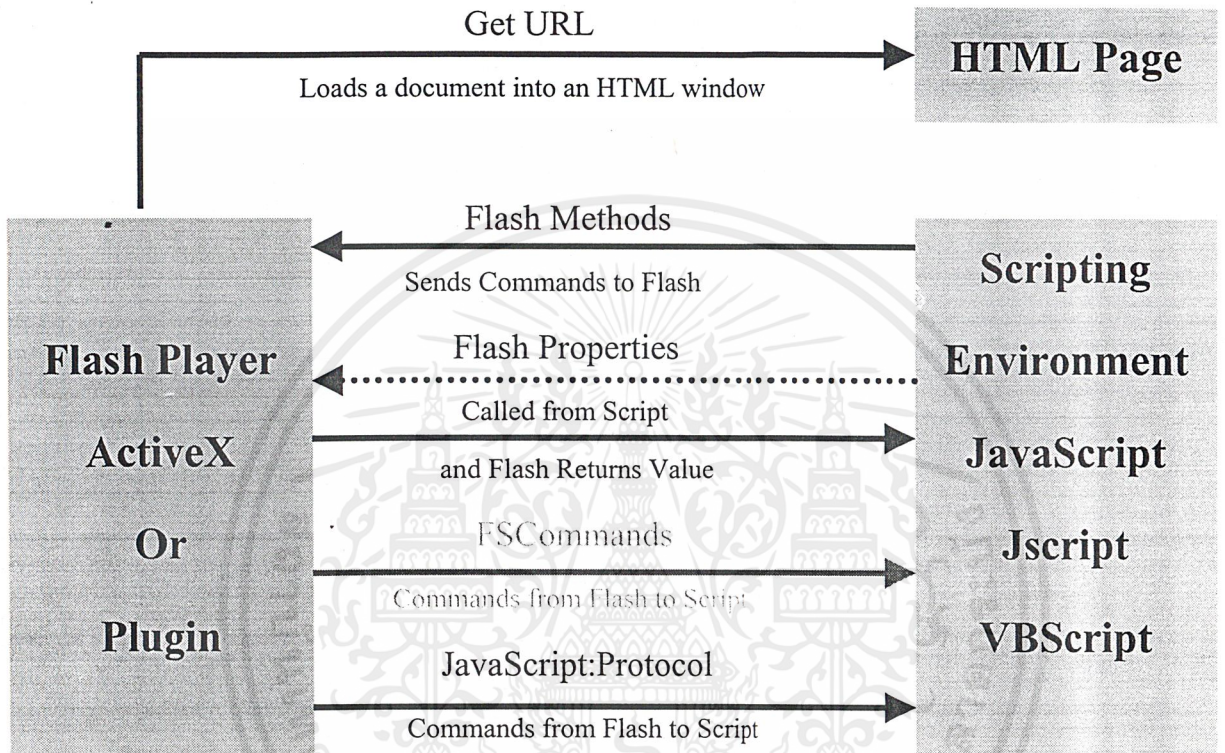 Get URL
HTML Page
Loads a document into an HTML window
Flash Methods
Sends Commands to Flash
Flash Properties
Called from Script
and Flash Returns Value
FSCommands
Commands from Flash to Script
JavaScript:Protocol
Commands from Flash to Script
Flash Player
ActiveX
Or
Plugin
Scripting
Environment
JavaScript
Jscript
VBScript